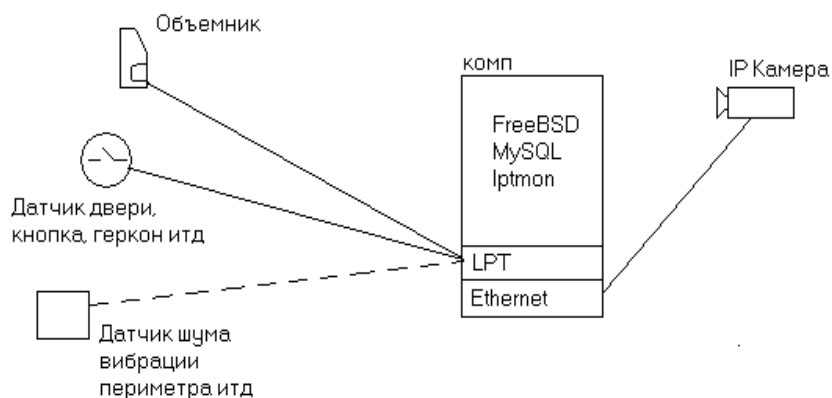 Объемник
комп
IP Камера
FreeBSD
MySQL
lptmon
Датчик двери,
кнопка, геркон итд
LPT
Ethernet
Датчик шума
вибрации
периметра итд